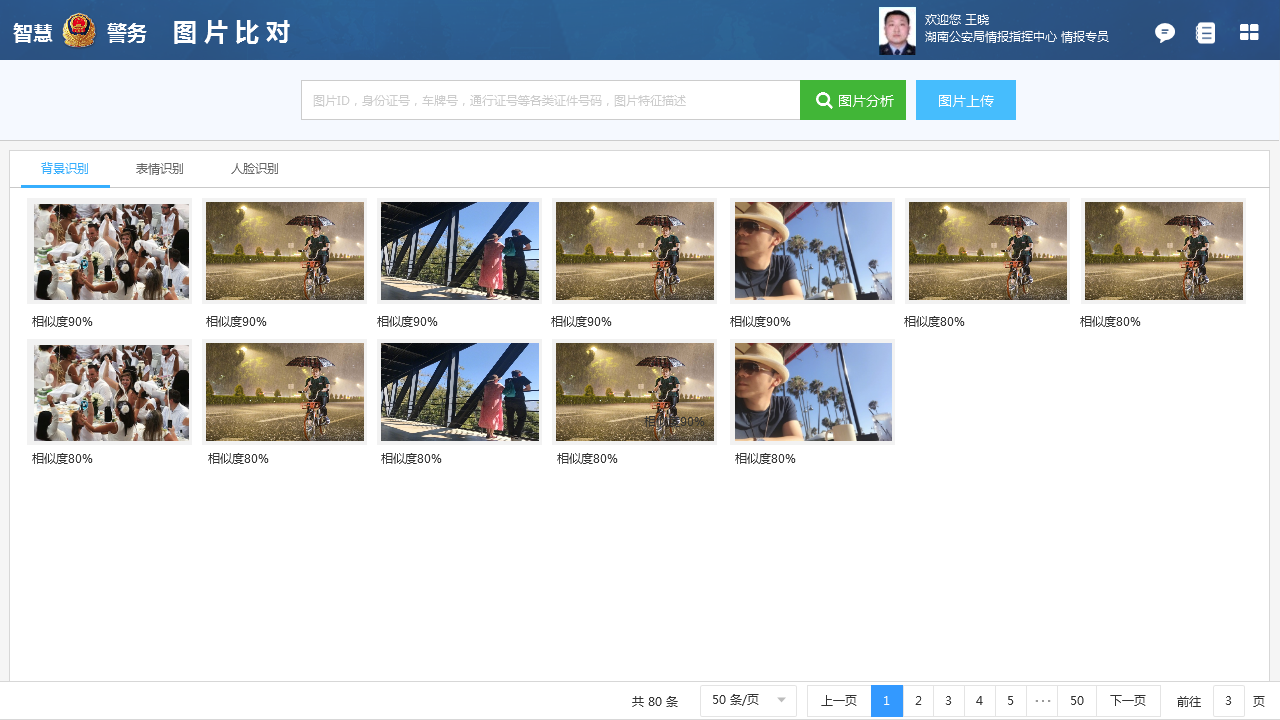 智慧 警务 图片比对
欢迎您 王晓
湖南公安局情报指挥中心 情报专员
图片ID，身份证号，车牌号，通行证号等各类证件号码，图片特征描述
图片分析
图片上传
背景识别 表情识别 人脸识别
相似度90% 相似度90% 相似度90% 相似度90% 相似度90% 相似度80% 相似度80%
相似度90%
相似度80% 相似度80% 相似度80% 相似度80% 相似度80%
共 80 条 50 条/页 上一页 1 2 3 4 5 ··· 50 下一页 前往 3 页